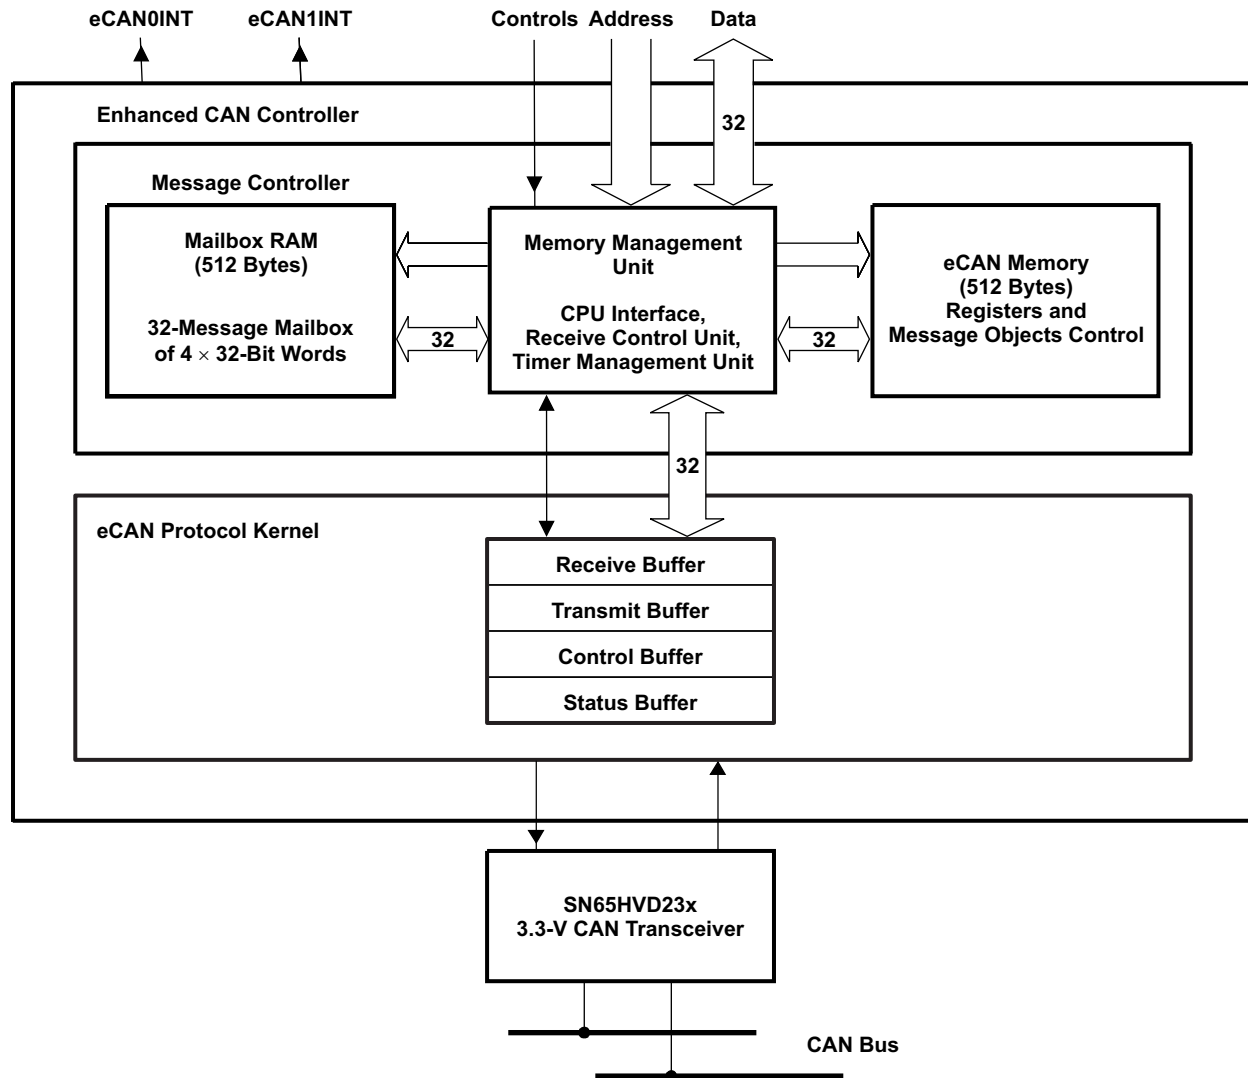 eCAN0INT
eCAN1INT
Controls
Address
Data
32
Enhanced CAN Controller
Message Controller
Mailbox RAM
(512 Bytes)
32-Message Mailbox
of 4 × 32-Bit Words
32
Memory Management
Unit
CPU Interface,
Receive Control Unit,
Timer Management Unit
32
eCAN Memory
(512 Bytes)
Registers and
Message Objects Control
32
eCAN Protocol Kernel
Receive Buffer
Transmit Buffer
Control Buffer
Status Buffer
SN65HVD23x
3.3-V CAN Transceiver
CAN Bus